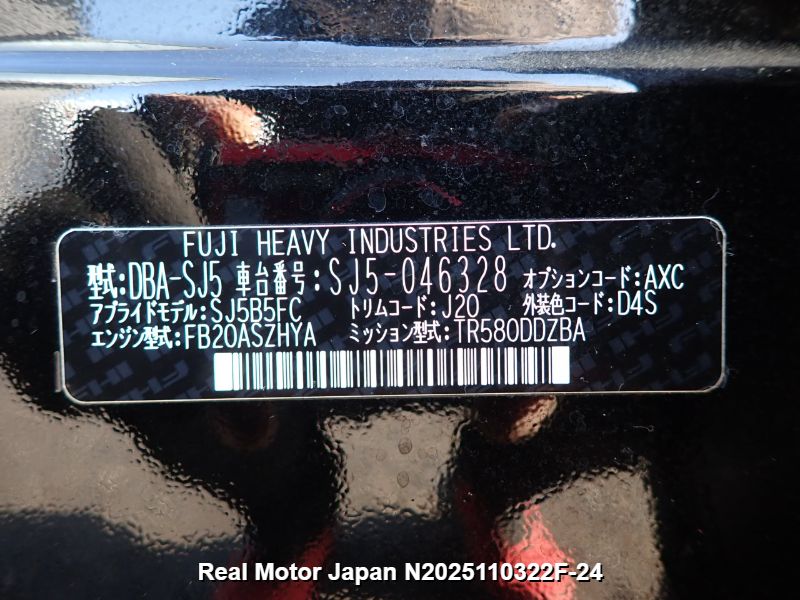 FUJI HEAVY INDUSTRIES LTD.
型式:DBA-SJ5 車台番号:SJ5-046328 オプションコード:AXC
アプライドモデル:SJ5B5FC トリムコード:J20 外装色コード:D4S
エンジン型式:FB20ASZHYA ミッション型式:TR580DDZBA
Real Motor Japan N2025110322F-24